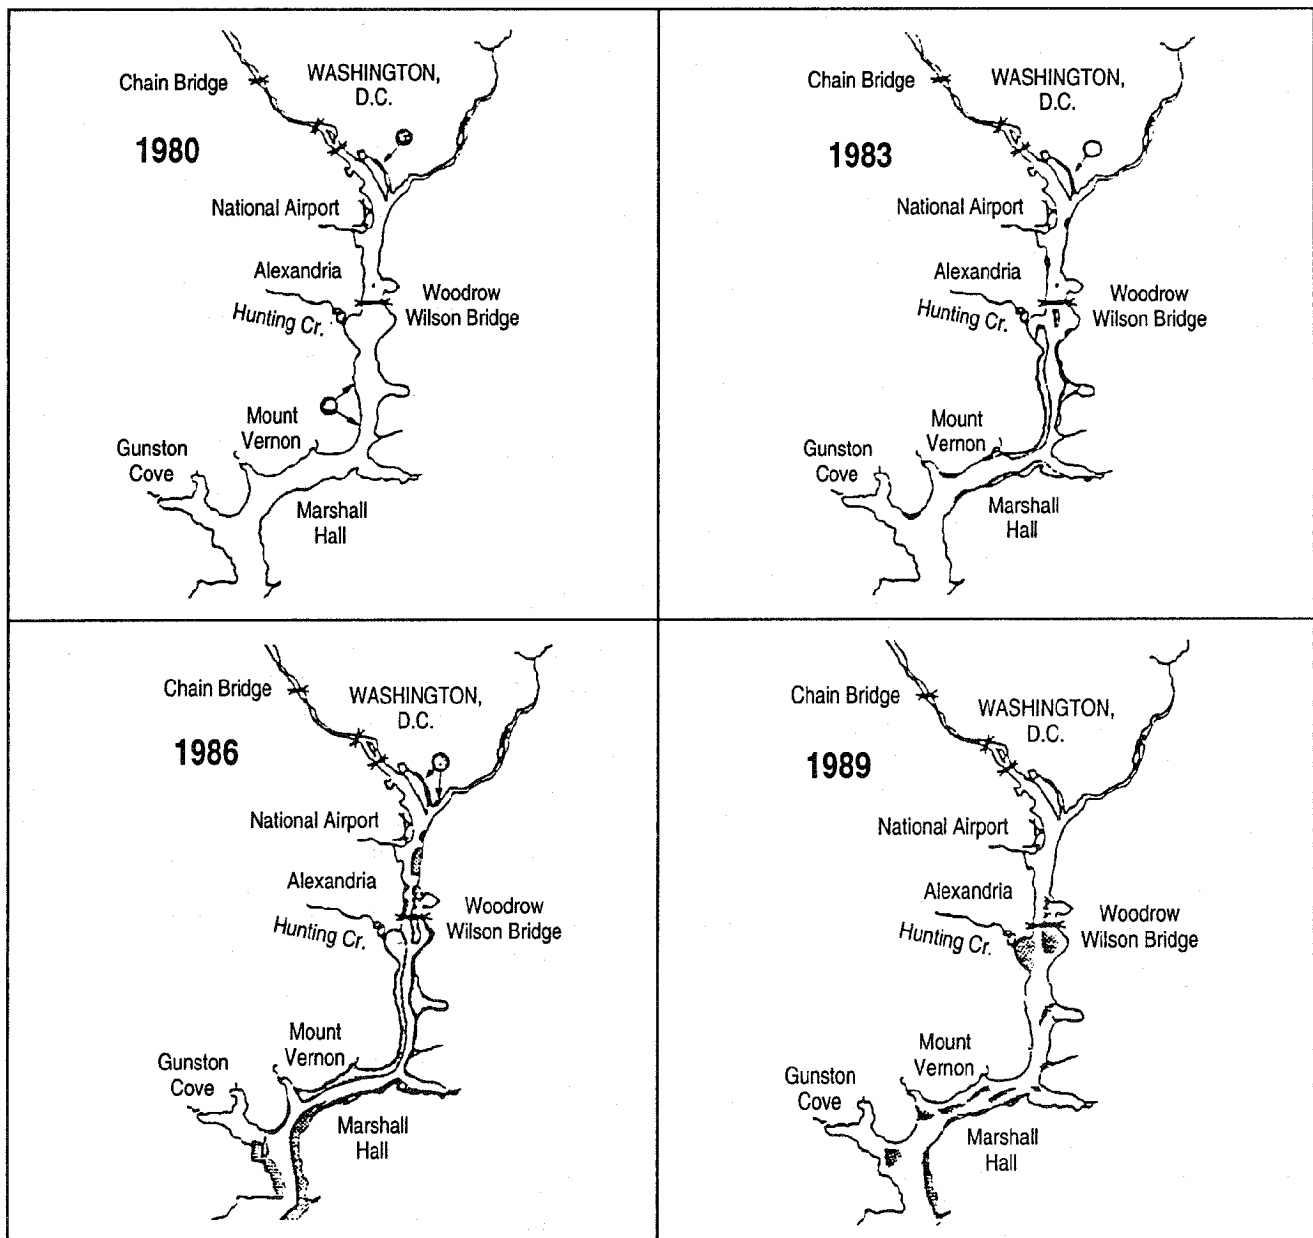 Chain Bridge
WASHINGTON,
D.C.
1980
National Airport
Alexandria
Hunting Cr.
Woodrow
Wilson Bridge
Mount
Vernon
Gunston
Cove
Marshall
Hall
Chain Bridge
WASHINGTON,
D.C.
1983
National Airport
Alexandria
Hunting Cr.
Woodrow
Wilson Bridge
Mount
Vernon
Gunston
Cove
Marshall
Hall
Chain Bridge
WASHINGTON,
D.C.
1986
National Airport
Alexandria
Hunting Cr.
Woodrow
Wilson Bridge
Mount
Vernon
Gunston
Cove
Marshall
Hall
Chain Bridge
WASHINGTON,
D.C.
1989
National Airport
Alexandria
Hunting Cr.
Woodrow
Wilson Bridge
Mount
Vernon
Gunston
Cove
Marshall
Hall